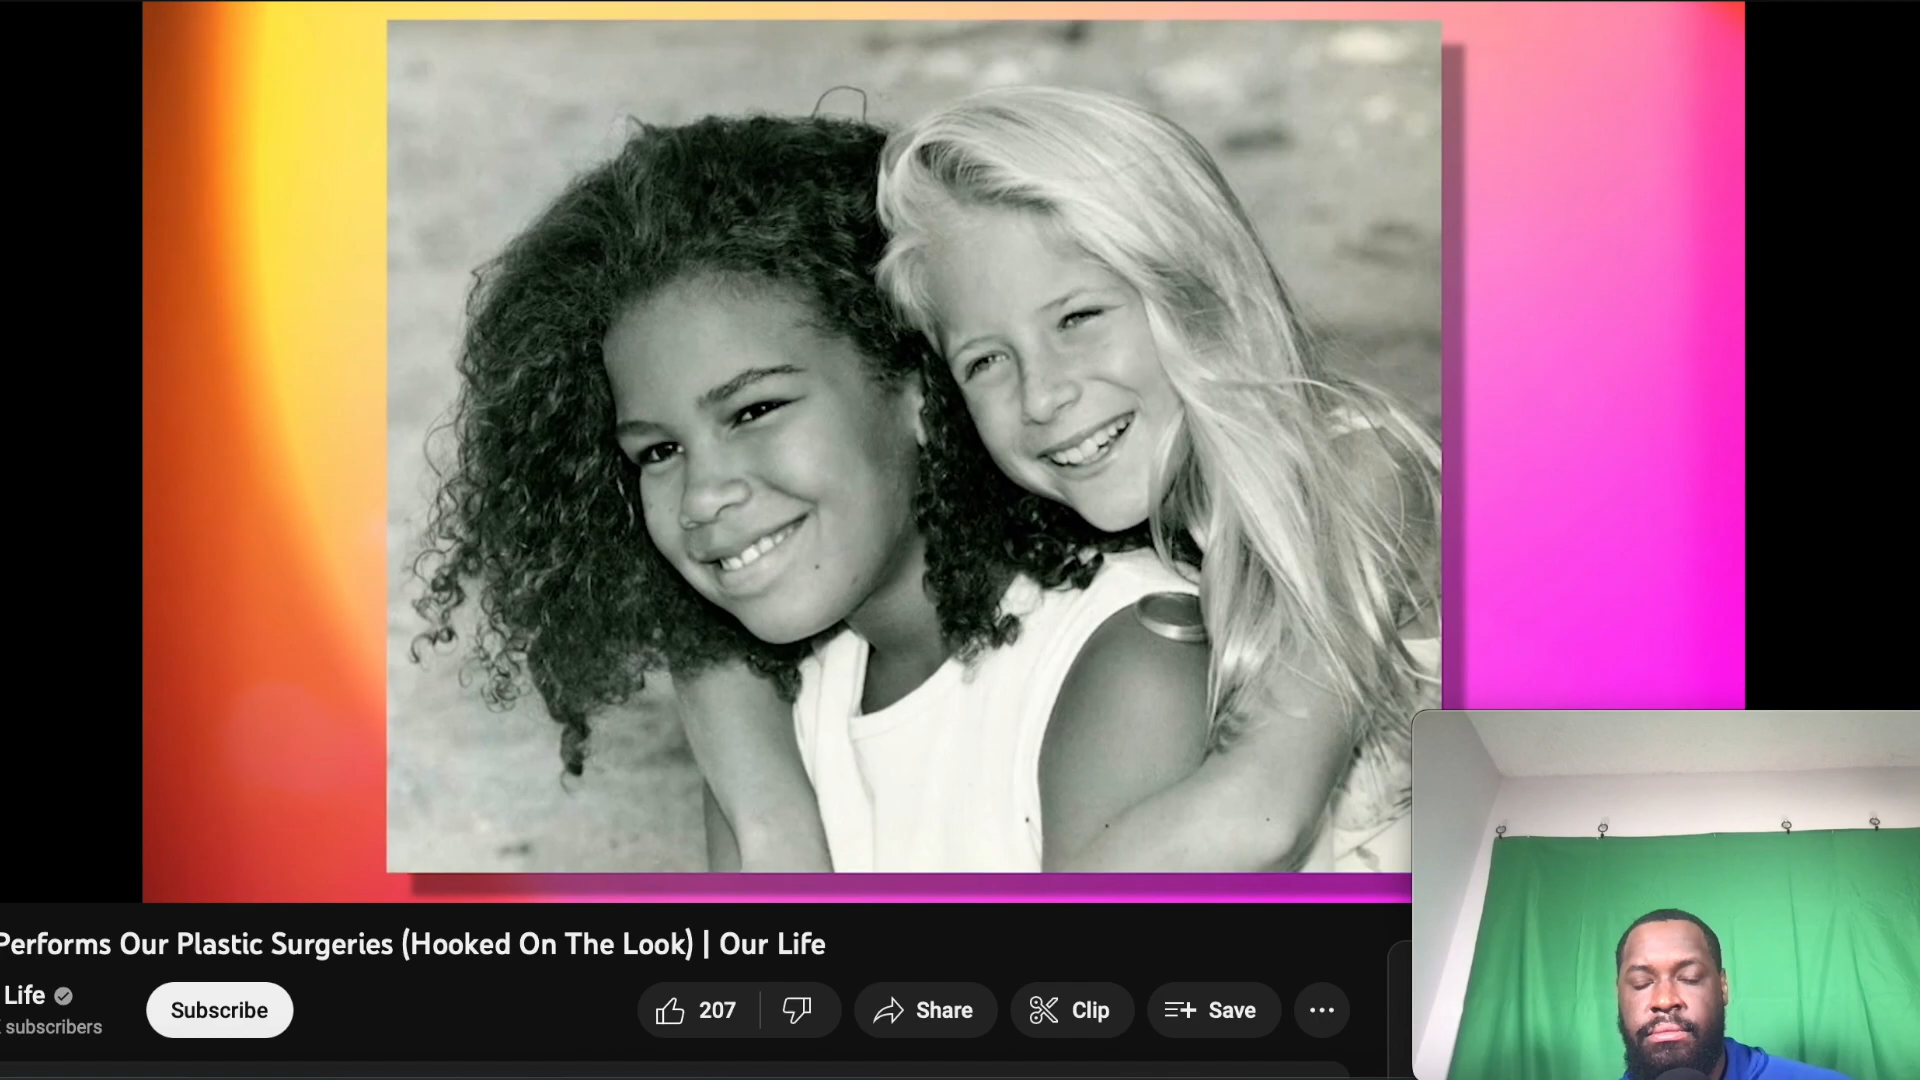 Performs Our Plastic Surgeries (Hooked On The Look) | Our Life
Life
subscribers
Subscribe
207
Share
Clip
Save